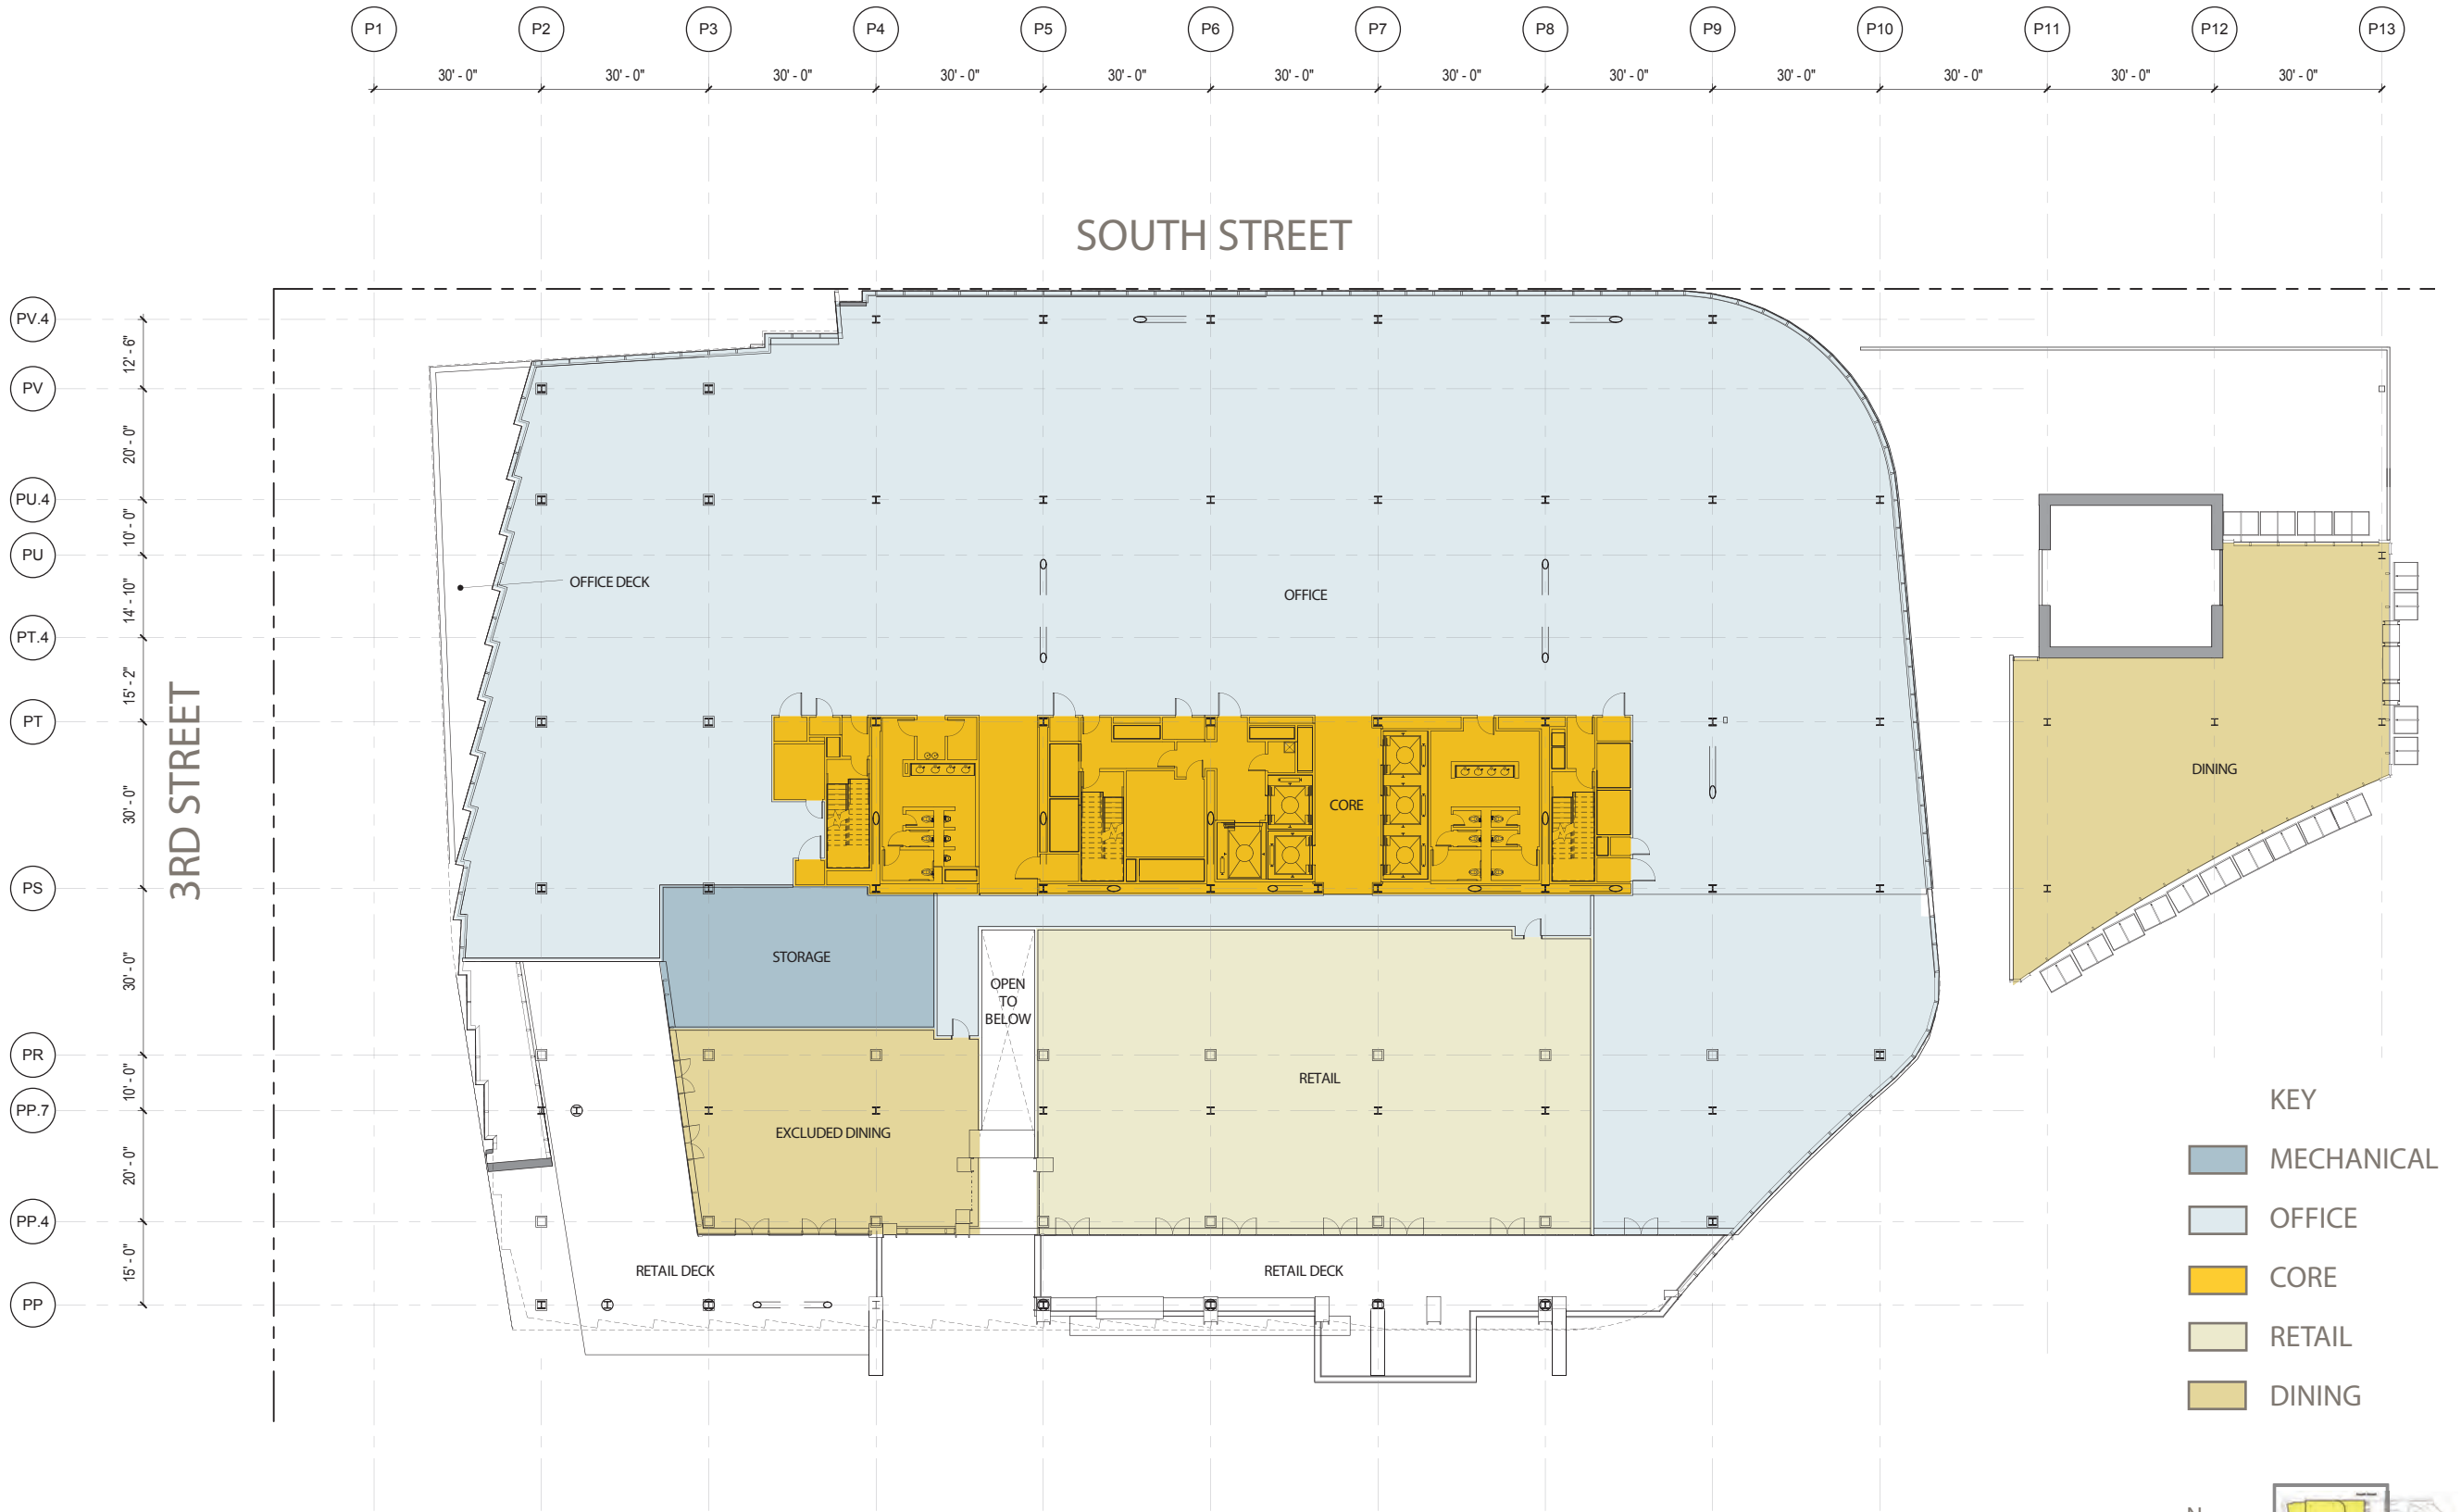 P1 P2 P3 P4 P5 P6 P7 P8 P9 P10 P11 P12 P13
30' - 0" 30' - 0" 30' - 0" 30' - 0" 30' - 0" 30' - 0" 30' - 0" 30' - 0" 30' - 0" 30' - 0" 30' - 0" 30' - 0"
SOUTH STREET
3RD STREET
PV.4
12' - 6"
PV
20' - 0"
PU.4
10' - 0"
PU
14' - 10"
PT.4
15' - 2"
PT
30' - 0"
PS
30' - 0"
PR
10' - 0"
PP.7
20' - 0"
PP.4
15' - 0"
PP
OFFICE DECK
OFFICE
DINING
CORE
STORAGE
OPEN
TO
BELOW
RETAIL
EXCLUDED DINING
RETAIL DECK
RETAIL DECK
KEY
MECHANICAL
OFFICE
CORE
RETAIL
DINING